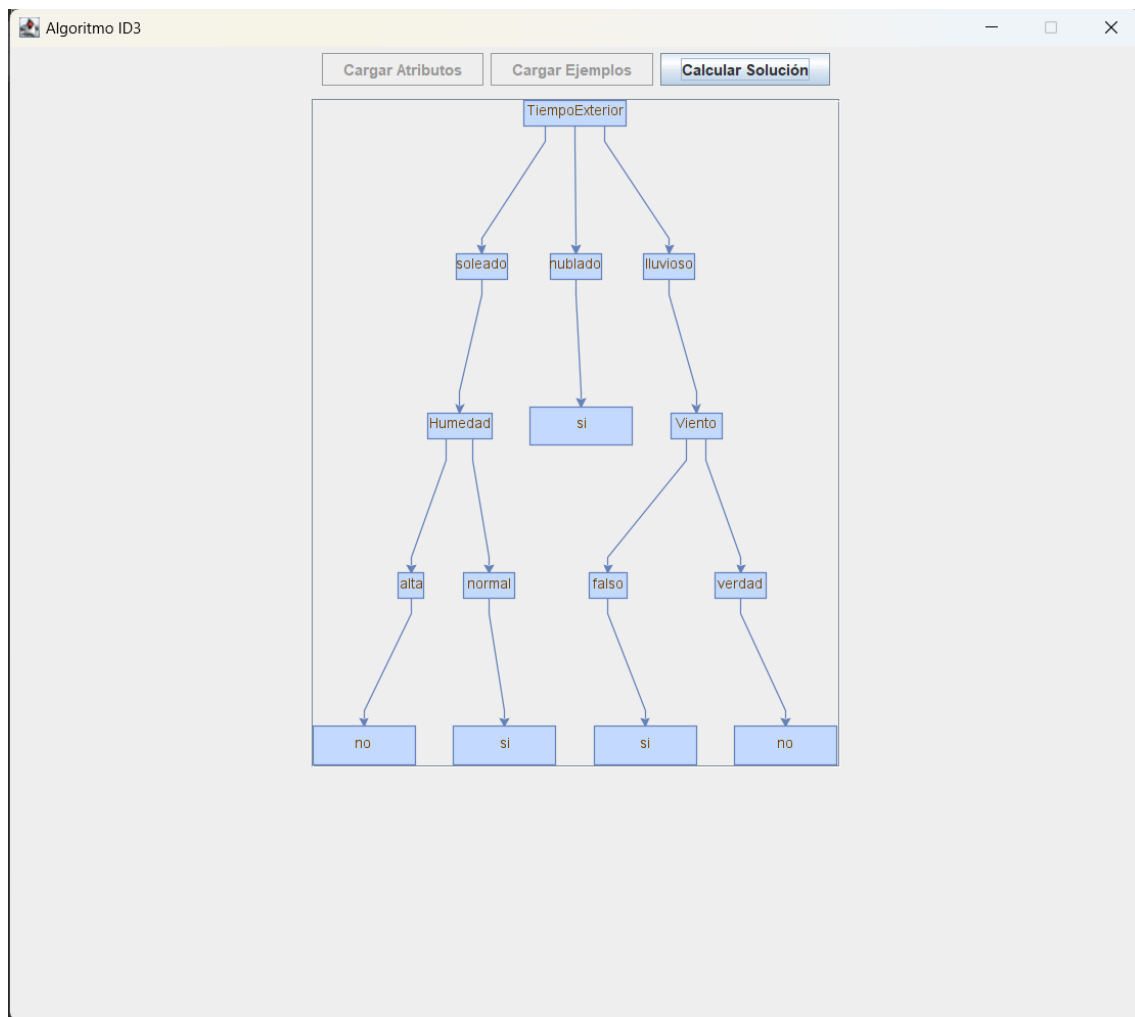 Algoritmo ID3
Cargar Atributos Cargar Ejemplos Calcular Solución
TiempoExterior
soleado nublado lluvioso
Humedad si Viento
alta normal falso verdad
no si si no